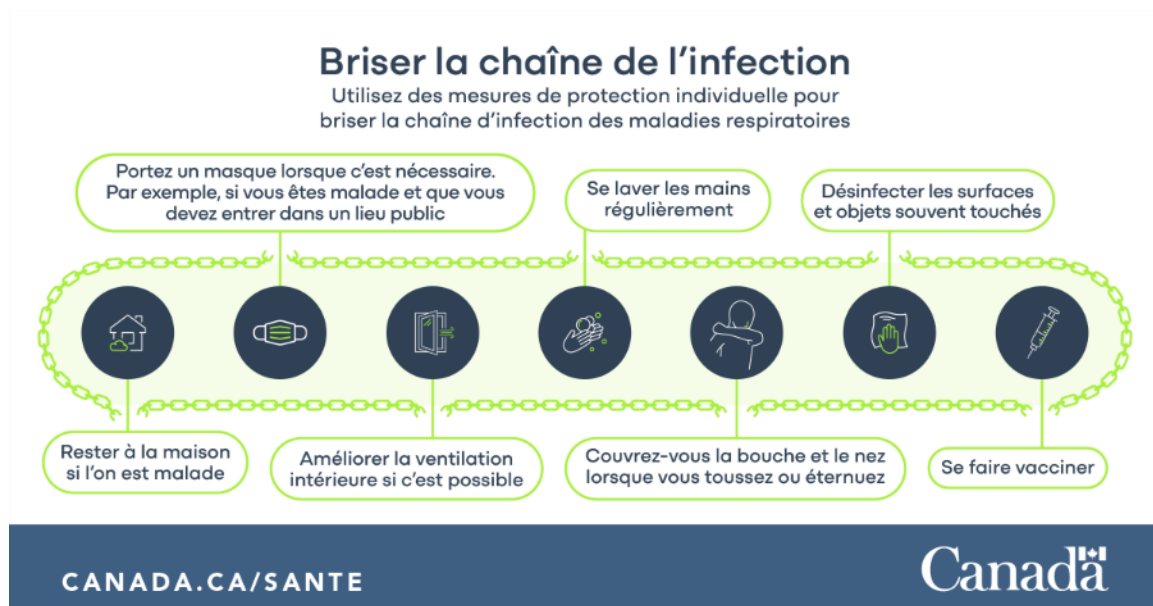 Briser la chaîne de l’infection
Utilisez des mesures de protection individuelle pour
briser la chaîne d’infection des maladies respiratoires
Portez un masque lorsque c’est nécessaire.
Par exemple, si vous êtes malade et que vous
devez entrer dans un lieu public
Se laver les mains
régulièrement
Désinfecter les surfaces
et objets souvent touchés
Rester à la maison
si l’on est malade
Améliorer la ventilation
intérieure si c’est possible
Couvrez-vous la bouche et le nez
lorsque vous toussez ou éternuez
Se faire vacciner
CANADA.CA/SANTE
Canada